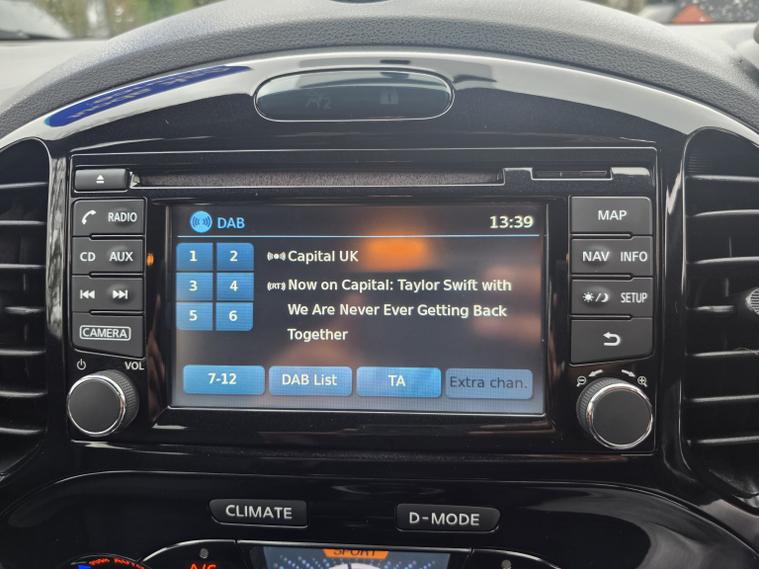 RADIO
CD AUX
CAMERA
VOL
DAB 13:39
1 2
3 4
5 6
Capital UK
(RT) Now on Capital: Taylor Swift with
We Are Never Ever Getting Back
Together
7-12 DAB List TA Extra chan.
MAP
NAV INFO
SETUP
CLIMATE D-MODE
SPORT
A/C